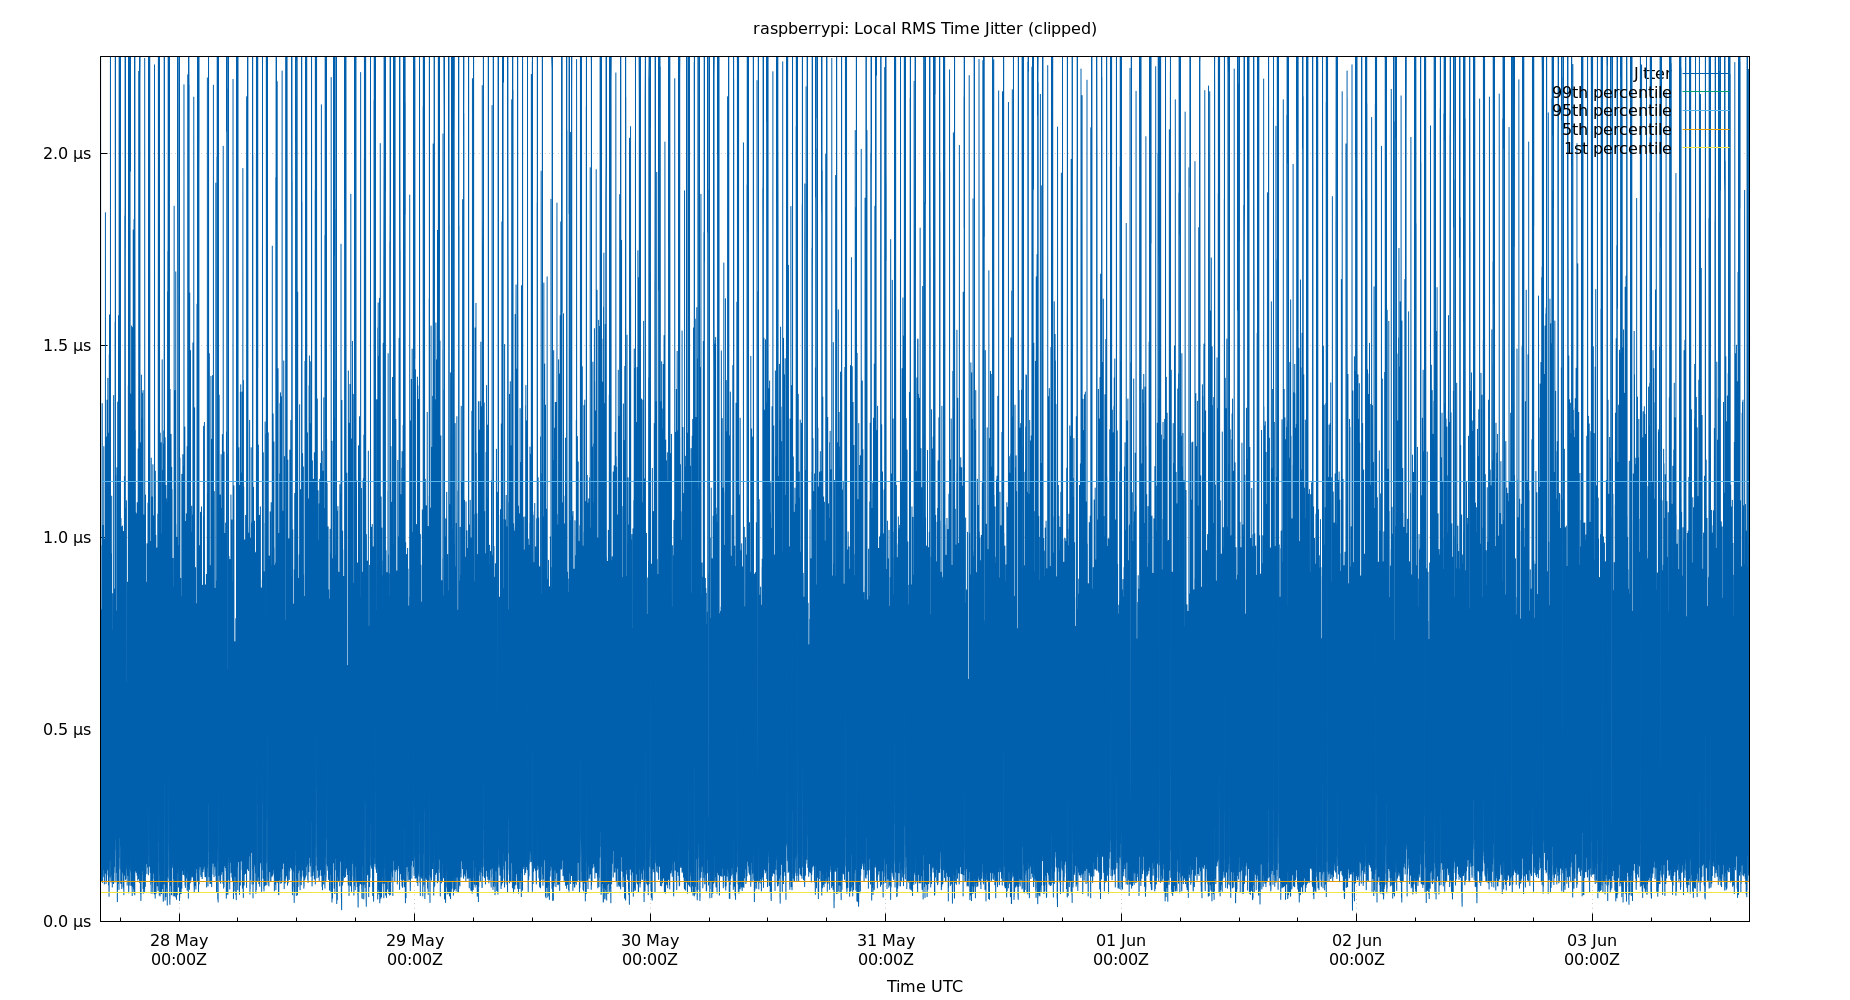 raspberrypi: Local RMS Time Jitter (clipped)
Jitter
99th percentile
95th percentile
5th percentile
1st percentile
2.0 µs
1.5 µs
1.0 µs
0.5 µs
0.0 µs
28 May 29 May 30 May 31 May 01 Jun 02 Jun 03 Jun
00:00Z 00:00Z 00:00Z 00:00Z 00:00Z 00:00Z 00:00Z
Time UTC